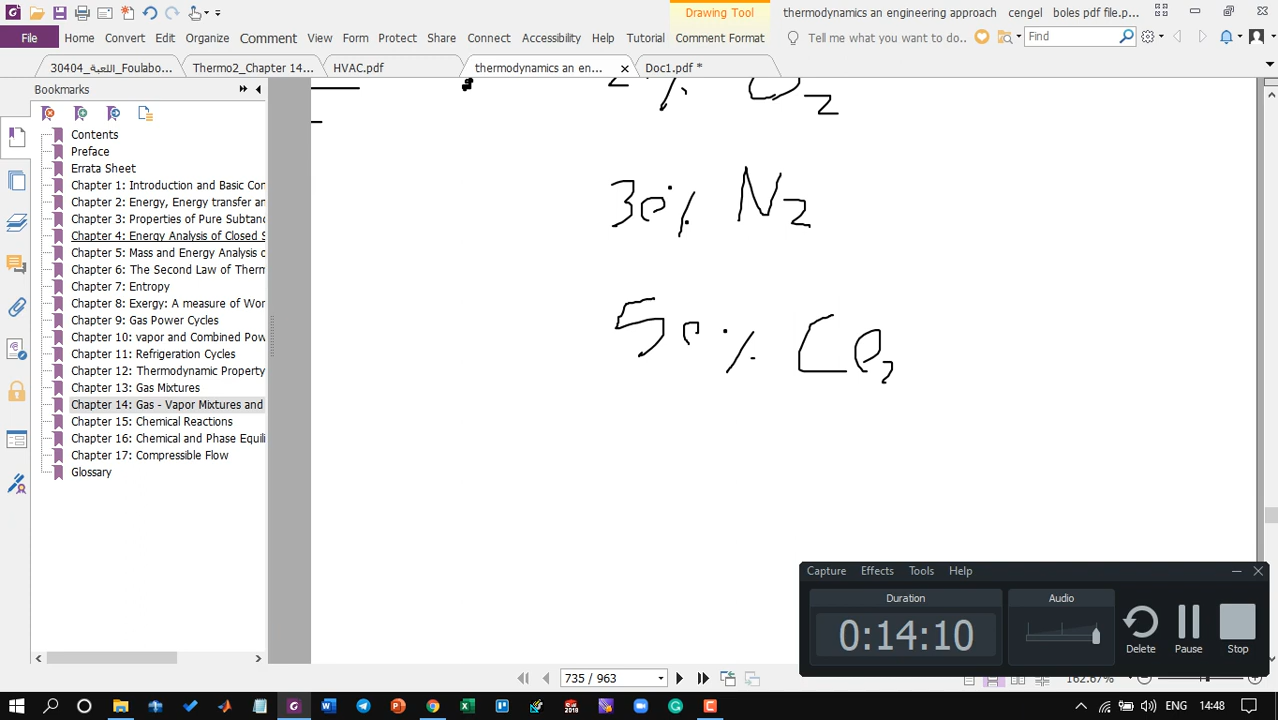 Drawing Tool
thermodynamics an engineering approach cengel boles pdf file.p...
File Home Convert Edit Organize Comment View Form Protect Share Connect Accessibility Help Tutorial Comment Format Tell me what you want to do... Find
30404_اللعبة_Foulabo... Thermo2_Chapter 14... HVAC.pdf thermodynamics an en... Doc1.pdf *
Bookmarks
Contents
Preface
Errata Sheet
Chapter 1: Introduction and Basic Con
Chapter 2: Energy, Energy transfer an
Chapter 3: Properties of Pure Subtanc
Chapter 4: Energy Analysis of Closed S
Chapter 5: Mass and Energy Analysis o
Chapter 6: The Second Law of Therm
Chapter 7: Entropy
Chapter 8: Exergy: A measure of Wor
Chapter 9: Gas Power Cycles
Chapter 10: vapor and Combined Pow
Chapter 11: Refrigeration Cycles
Chapter 12: Thermodynamic Property
Chapter 13: Gas Mixtures
Chapter 14: Gas - Vapor Mixtures and
Chapter 15: Chemical Reactions
Chapter 16: Chemical and Phase Equili
Chapter 17: Compressible Flow
Glossary
30% N2
50% CO2
Capture Effects Tools Help
Duration
0:14:10
Audio
Delete Pause Stop
735 / 963
162.67%
ENG 14:48